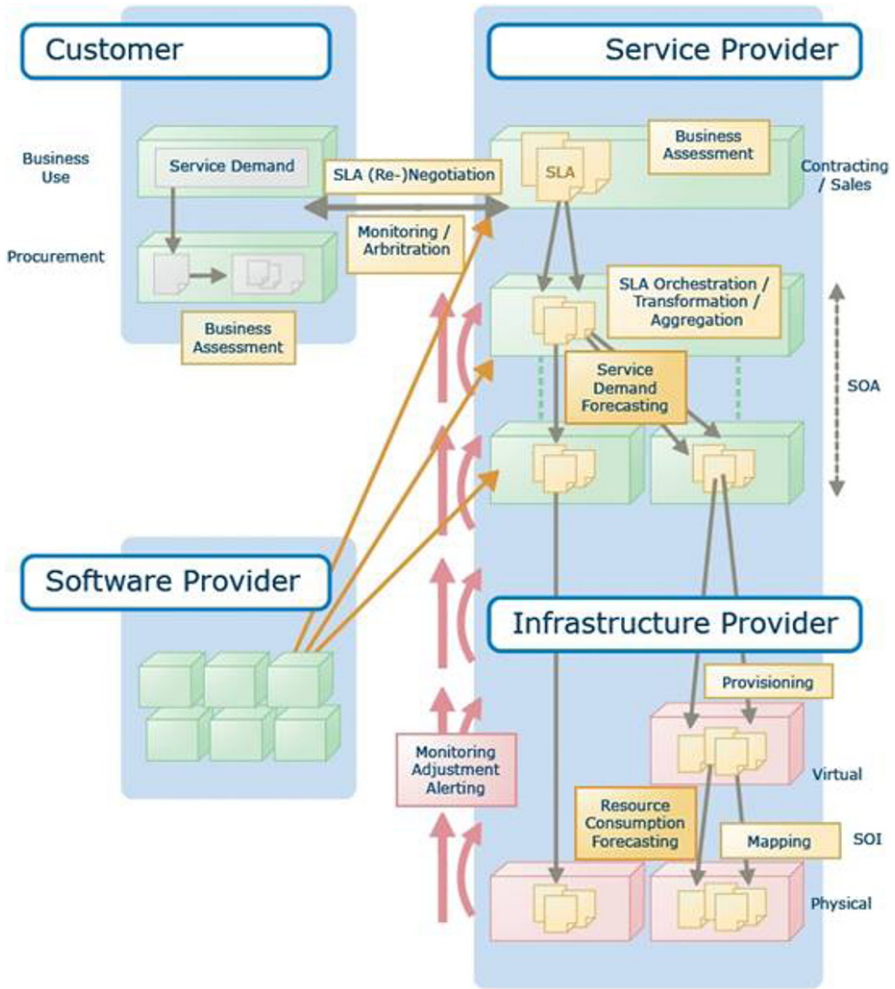 Customer
Service Provider
Business
Use
Service Demand
SLA (Re-)Negotiation
SLA
Business
Assessment
Contracting
/ Sales
Monitoring /
Arbritration
Procurement
Business
Assessment
SLA Orchestration /
Transformation /
Aggregation
Service
Demand
Forecasting
SOA
Software Provider
Infrastructure Provider
Provisioning
Monitoring
Adjustment
Alerting
Virtual
Resource
Consumption
Forecasting
Mapping
SOI
Physical